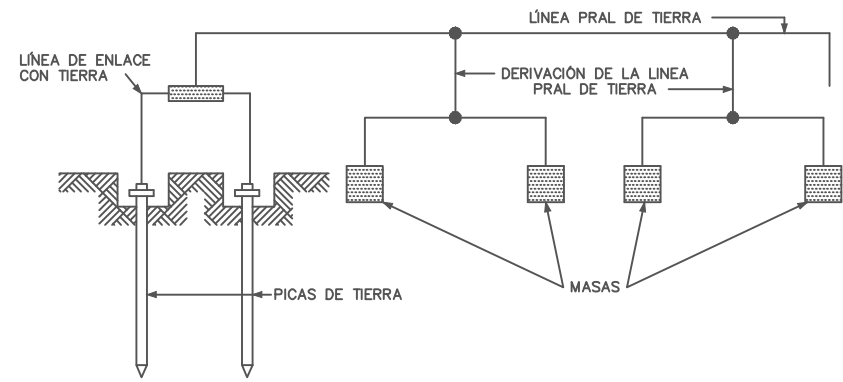 LÍNEA PRAL DE TIERRA
LÍNEA DE ENLACE
CON TIERRA
DERIVACIÓN DE LA LINEA
PRAL DE TIERRA
MASAS
PICAS DE TIERRA